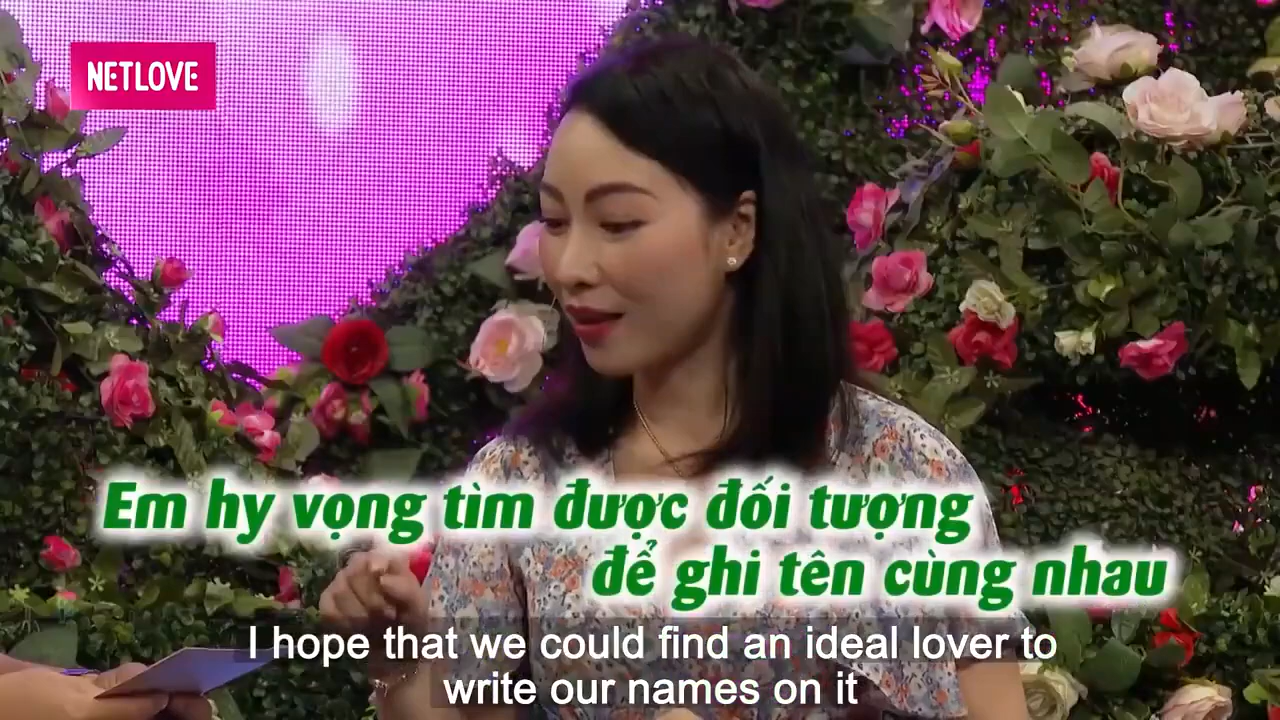 NETLOVE
Em hy vọng tìm được đối tượng
để ghi tên cùng nhau
I hope that we could find an ideal lover to
write our names on it